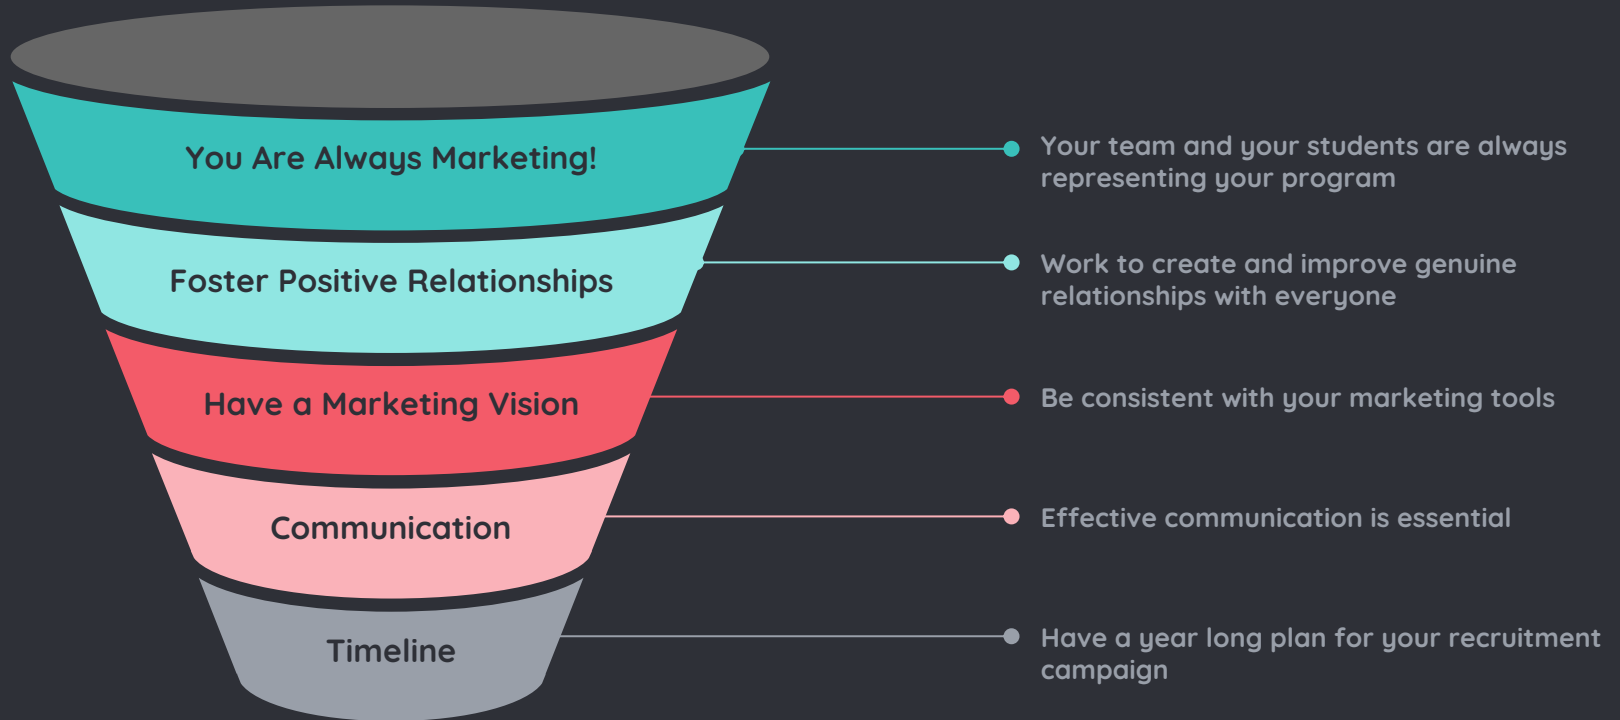 You Are Always Marketing!
Your team and your students are always
representing your program
Foster Positive Relationships
Work to create and improve genuine
relationships with everyone
Have a Marketing Vision
Be consistent with your marketing tools
Communication
Effective communication is essential
Timeline
Have a year long plan for your recruitment
campaign